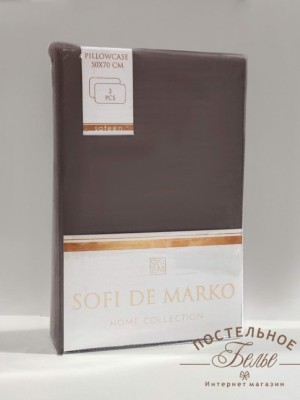 PILLOWCASE
50X70 CM
2
PCS
sateen
SOFI DE MARKO
HOME COLLECTION
ПОСТЕЛЬНОЕ
Белье
Интернет магазин